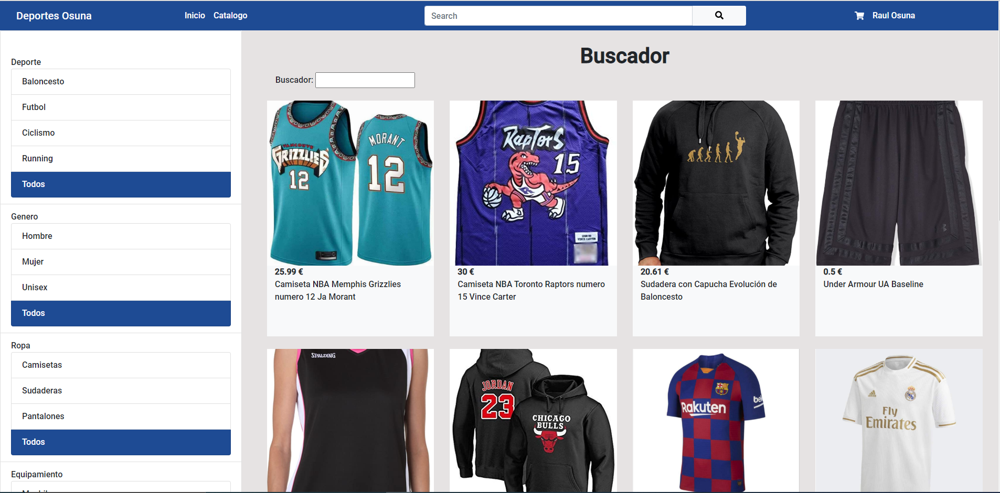 Deportes Osuna
Inicio
Catalogo
Search
Raul Osuna
Deporte
Baloncesto
Futbol
Ciclismo
Running
Todos
Genero
Hombre
Mujer
Unisex
Todos
Ropa
Camisetas
Sudaderas
Pantalones
Todos
Equipamiento
Buscador
Buscador:
VANCOUVER
GRIZZLIES
12
MORANT
12
25.99 €
Camiseta NBA Memphis Grizzlies
numero 12 Ja Morant
RapTorS
15
VINCE CARTER
30 €
Camiseta NBA Toronto Raptors numero
15 Vince Carter
20.61 €
Sudadera con Capucha Evolución de
Baloncesto
0.5 €
Under Armour UA Baseline
SPALDING
JORDAN
23
CHICAGO
BULLS
Rakuten
Fly
Emirates